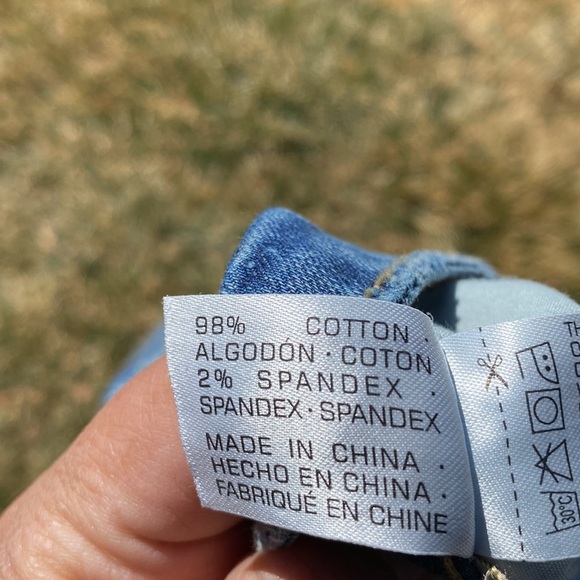 98% COTTON ·
ALGODÓN · COTON
2% SPANDEX ·
SPANDEX · SPANDEX
MADE IN CHINA ·
HECHO EN CHINA ·
FABRIQUÉ EN CHINE
30°C